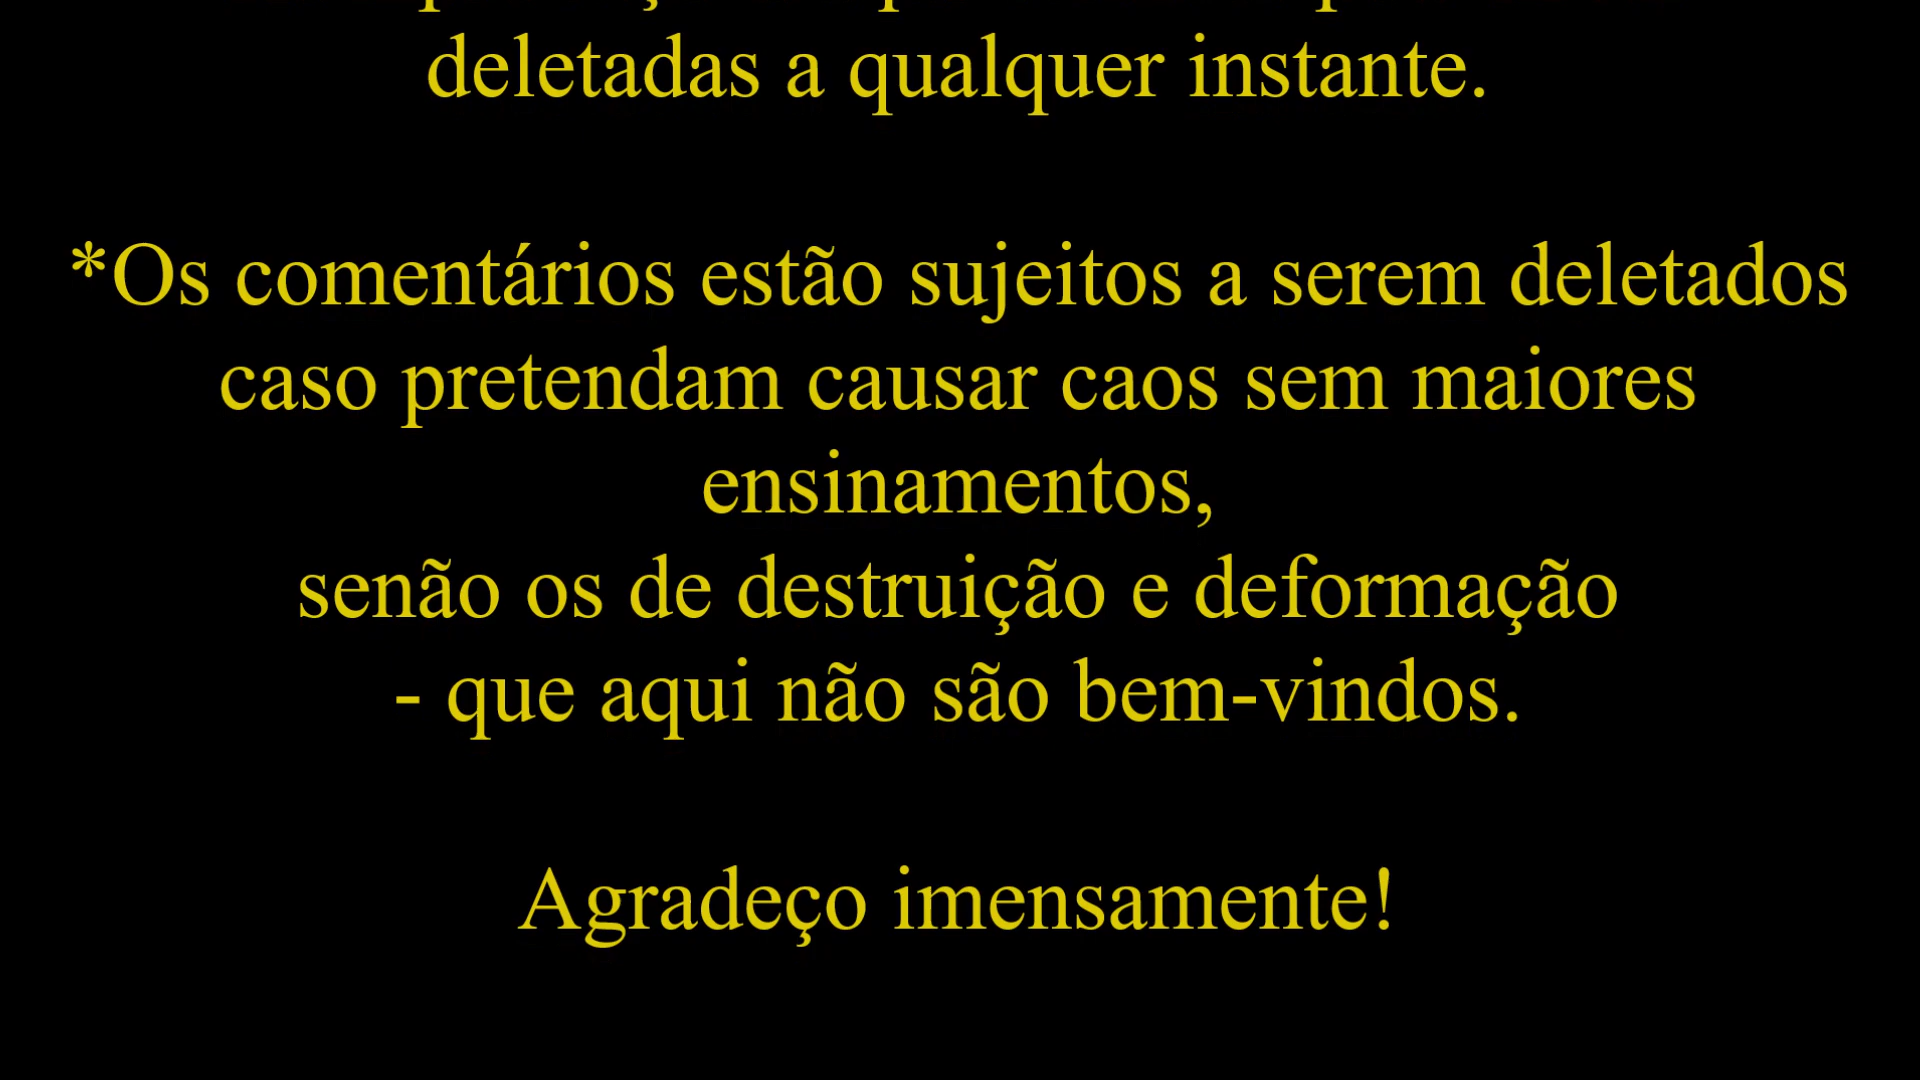 deletadas a qualquer instante.
*Os comentários estão sujeitos a serem deletados
caso pretendam causar caos sem maiores
ensinamentos,
senão os de destruição e deformação
- que aqui não são bem-vindos.
Agradeço imensamente!